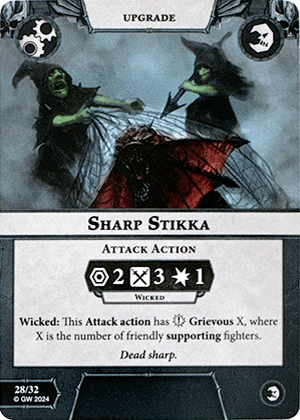 UPGRADE
SHARP STIKKA
ATTACK ACTION
2 3 1
WICKED
Wicked: This Attack action has Grievous X, where
X is the number of friendly supporting fighters.
Dead sharp.
28/32
© GW 2024